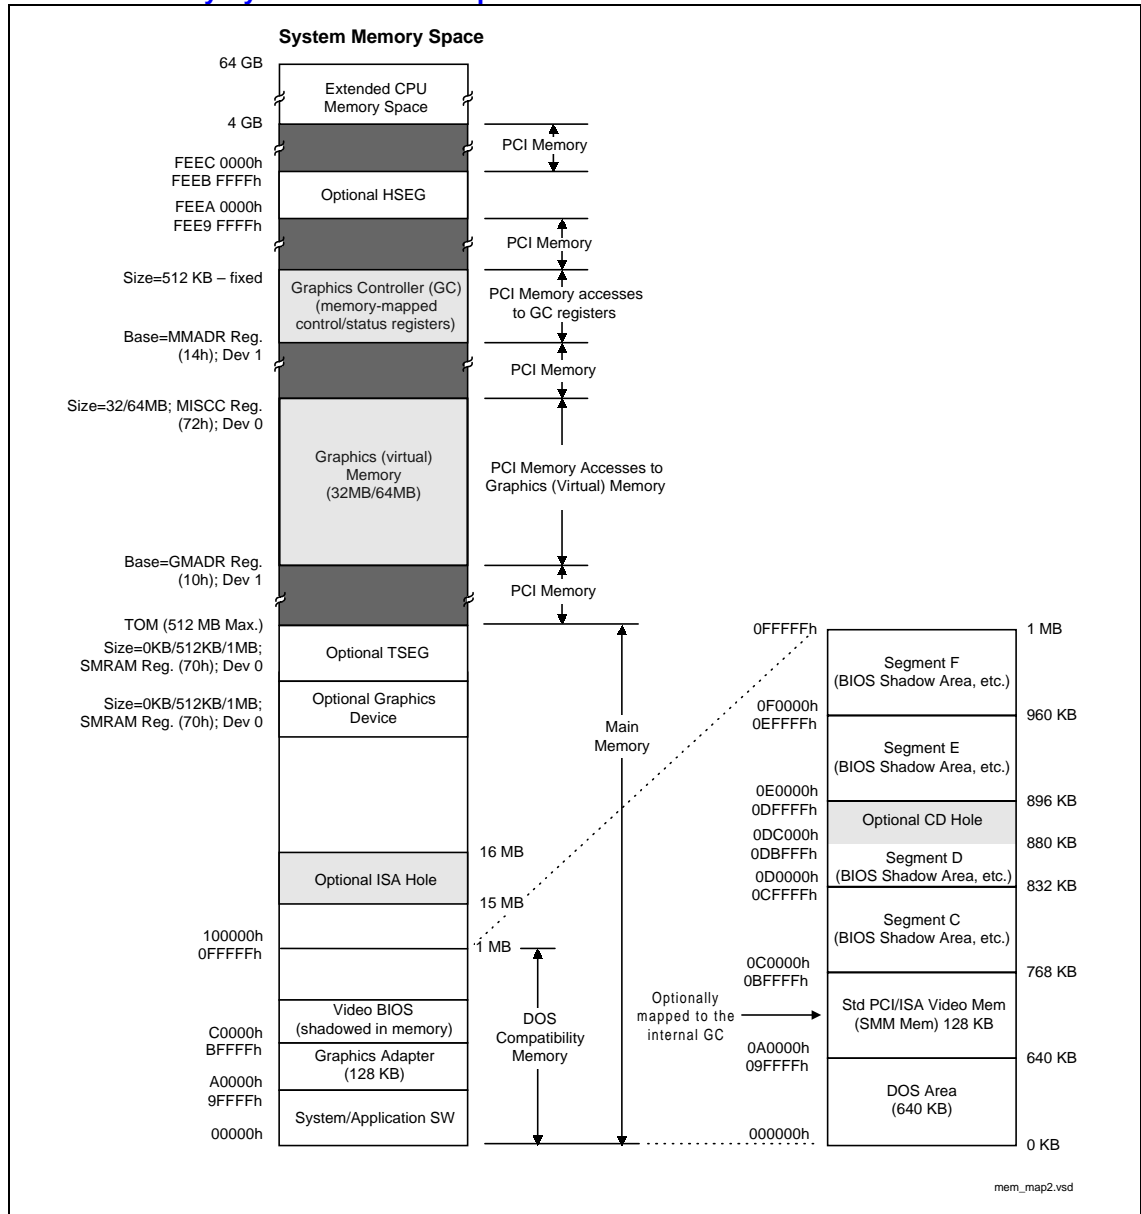 System Memory Space
64 GB
Extended CPU
Memory Space
4 GB
PCI Memory
FEEC 0000h
FEEB FFFFh
Optional HSEG
FEEA 0000h
FEE9 FFFFh
PCI Memory
Size=512 KB – fixed
Graphics Controller (GC)
(memory-mapped
control/status registers)
PCI Memory accesses
to GC registers
Base=MMADR Reg.
(14h); Dev 1
PCI Memory
Size=32/64MB; MISCC Reg.
(72h); Dev 0
Graphics (virtual)
Memory
(32MB/64MB)
PCI Memory Accesses to
Graphics (Virtual) Memory
Base=GMADR Reg.
(10h); Dev 1
PCI Memory
TOM (512 MB Max.)
Size=0KB/512KB/1MB;
SMRAM Reg. (70h); Dev 0
Optional TSEG
Size=0KB/512KB/1MB;
SMRAM Reg. (70h); Dev 0
Optional Graphics
Device
Main
Memory
16 MB
Optional ISA Hole
15 MB
100000h
0FFFFFh
1 MB
Video BIOS
(shadowed in memory)
DOS
Compatibility
Memory
C0000h
BFFFFh
Graphics Adapter
(128 KB)
A0000h
9FFFFh
System/Application SW
00000h
0FFFFFh
1 MB
Segment F
(BIOS Shadow Area, etc.)
0F0000h
0EFFFFh
960 KB
Segment E
(BIOS Shadow Area, etc.)
0E0000h
0DFFFFh
896 KB
Optional CD Hole
0DC000h
0DBFFFh
880 KB
Segment D
(BIOS Shadow Area, etc.)
0D0000h
0CFFFFh
832 KB
Segment C
(BIOS Shadow Area, etc.)
0C0000h
0BFFFFh
768 KB
Optionally
mapped to the
internal GC
Std PCI/ISA Video Mem
(SMM Mem) 128 KB
0A0000h
09FFFFh
640 KB
DOS Area
(640 KB)
000000h
0 KB
mem_map2.vsd